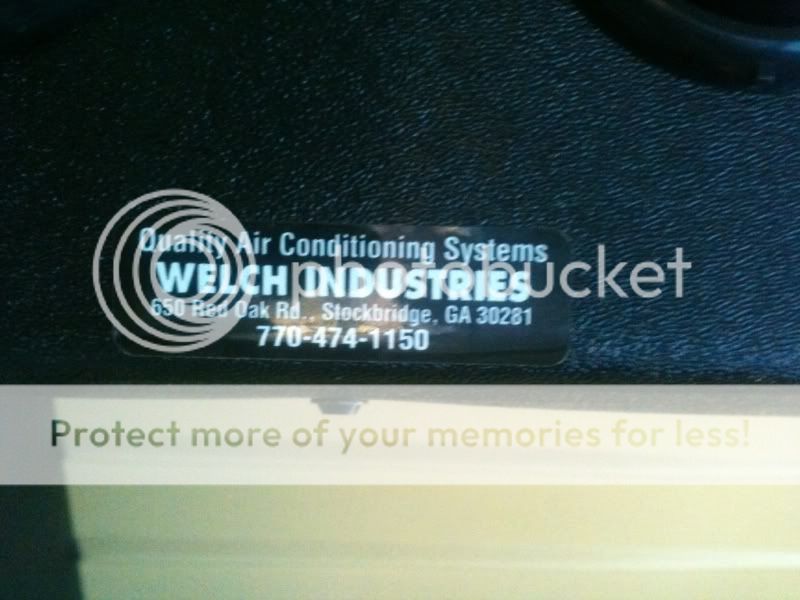 Quality Air Conditioning Systems
WELCH INDUSTRIES
650 Red Oak Rd., Stockbridge, GA 30281
770-474-1150
photobucket
Protect more of your memories for less!